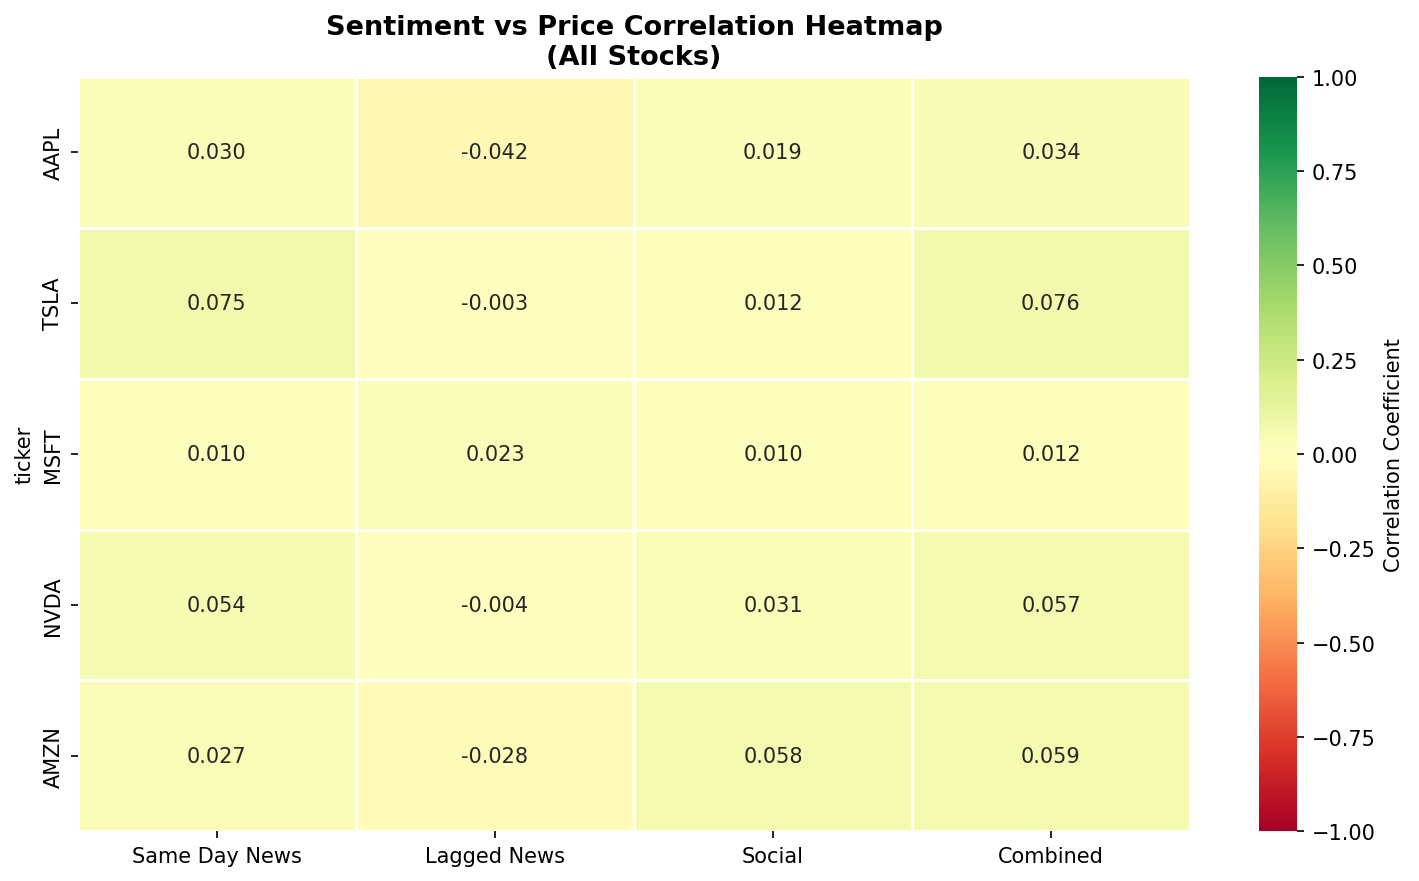 Sentiment vs Price Correlation Heatmap
(All Stocks)
ticker
AAPL 0.030 -0.042 0.019 0.034
TSLA 0.075 -0.003 0.012 0.076
MSFT 0.010 0.023 0.010 0.012
NVDA 0.054 -0.004 0.031 0.057
AMZN 0.027 -0.028 0.058 0.059
Same Day News Lagged News Social Combined
1.00
0.75
0.50
0.25
0.00
−0.25
−0.50
−0.75
−1.00
Correlation Coefficient